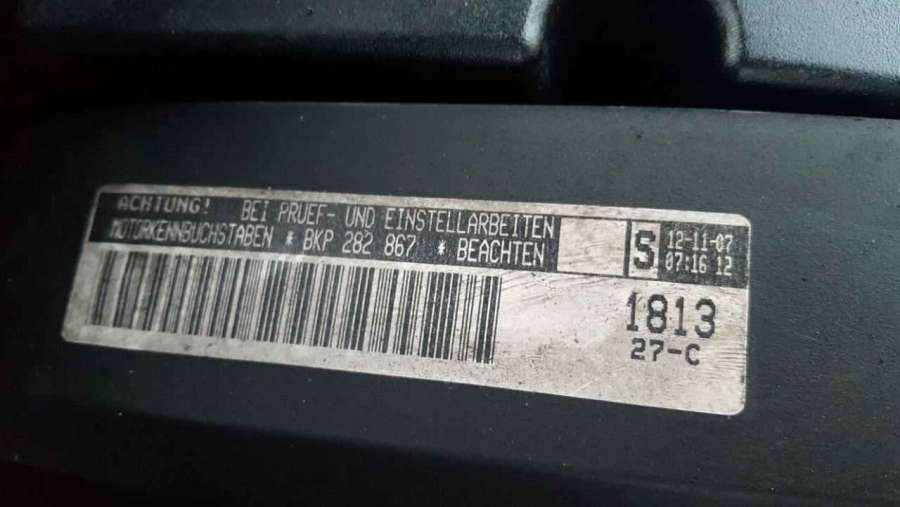 ACHTUNG! BEI PRUEF- UND EINSTELLARBEITEN
MOTORKENNBUCHSTABEN * BKP 282 867 * BEACHTEN
S
12-11-07
07:16 12
1813
27-C